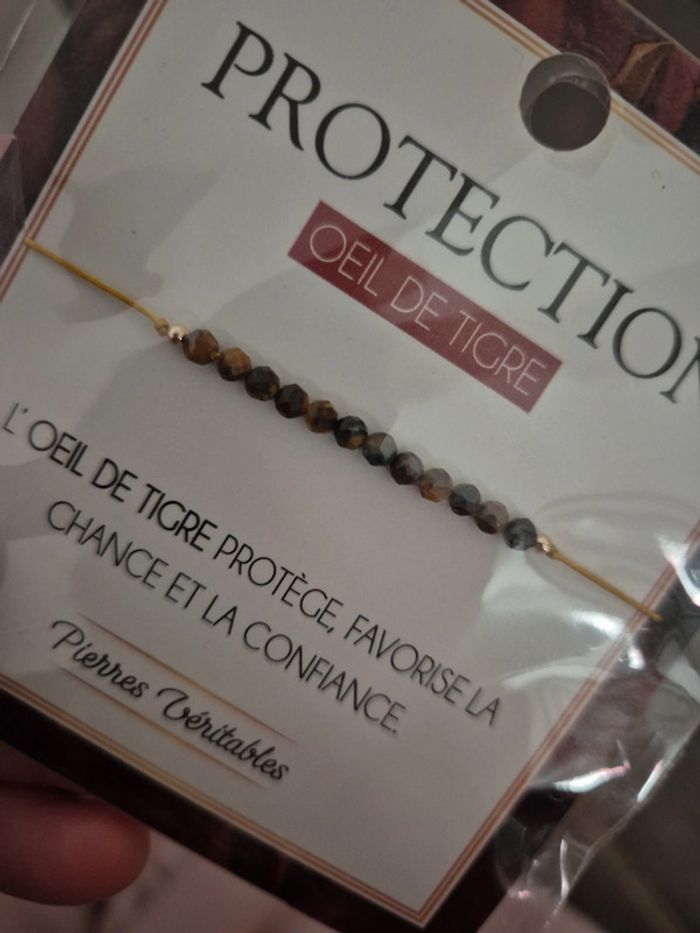 PROTECTION
OEIL DE TIGRE
L' OEIL DE TIGRE PROTÈGE, FAVORISE LA
CHANCE ET LA CONFIANCE.
Pierres Véritables